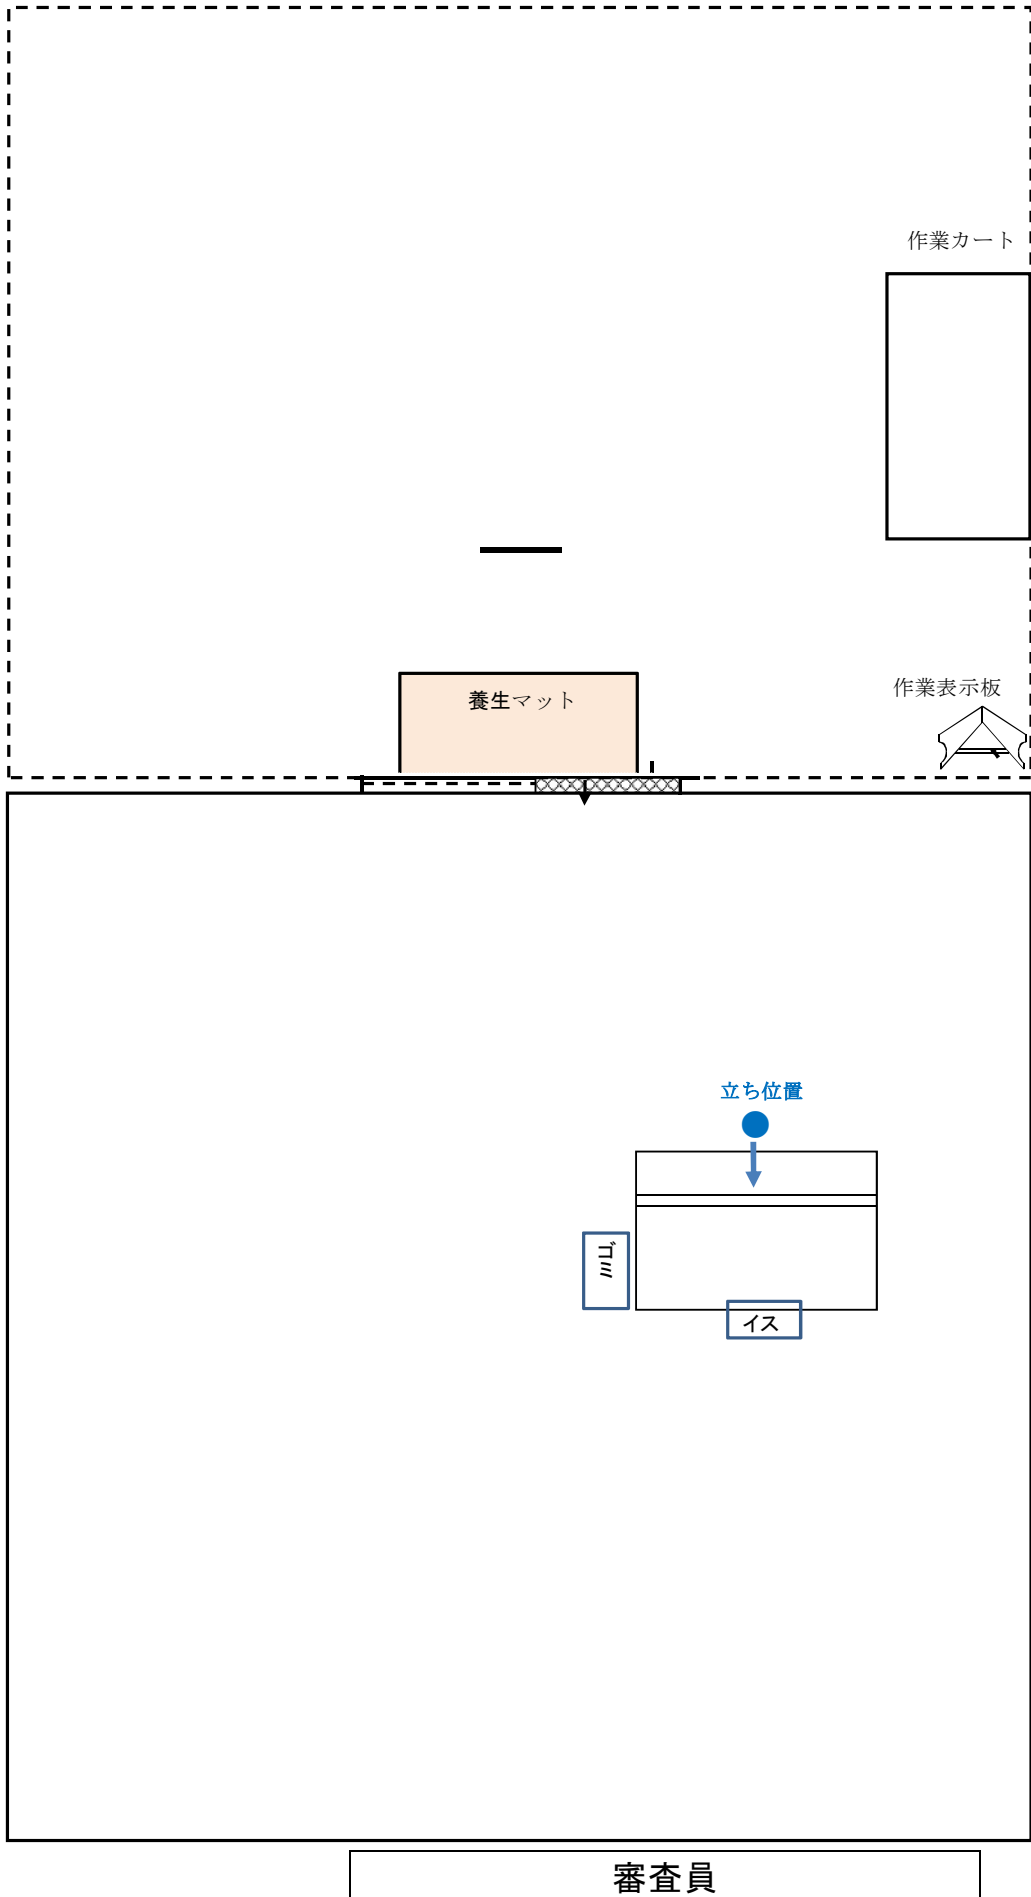 作業カート
作業表示板
養生マット
立ち位置
ゴミ
イス
審査員